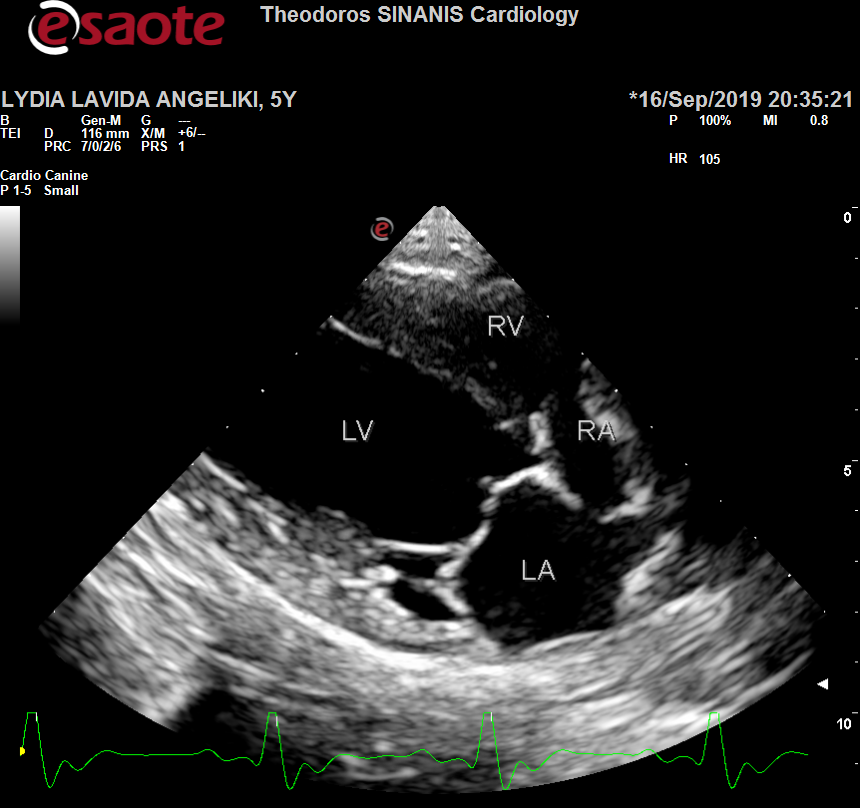 esaote
Theodoros SINANIS Cardiology
LYDIA LAVIDA ANGELIKI, 5Y
*16/Sep/2019 20:35:21
B Gen-M G ---
TEI D 116 mm X/M +6/--
PRC 7/0/2/6 PRS 1
P 100% MI 0.8
HR 105
Cardio Canine
P 1-5 Small
e
0
RV
LV
RA
5
LA
10